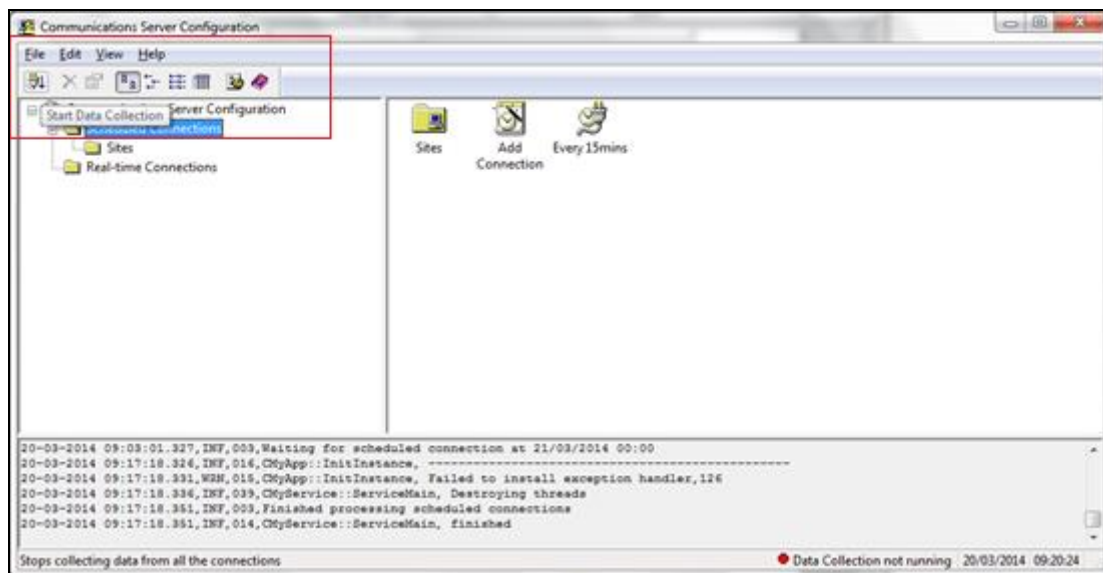 Communications Server Configuration
File Edit View Help
Start Data Collection
Server Configuration
Scheduled Connections
Sites
Real-time Connections
Sites
Add Connection
Every 15mins
20-03-2014 09:03:01.327,INF,003,Waiting for scheduled connection at 21/03/2014 00:00
20-03-2014 09:17:18.324,INF,016,CMyApp::InitInstance, --------------------------------------------------
20-03-2014 09:17:18.331,WRN,015,CMyApp::InitInstance, Failed to install exception handler,126
20-03-2014 09:17:18.336,INF,039,CMyService::ServiceMain, Destroying threads
20-03-2014 09:17:18.351,INF,003,Finished processing scheduled connections
20-03-2014 09:17:18.351,INF,014,CMyService::ServiceMain, finished
Stops collecting data from all the connections
Data Collection not running 20/03/2014 09:20:24